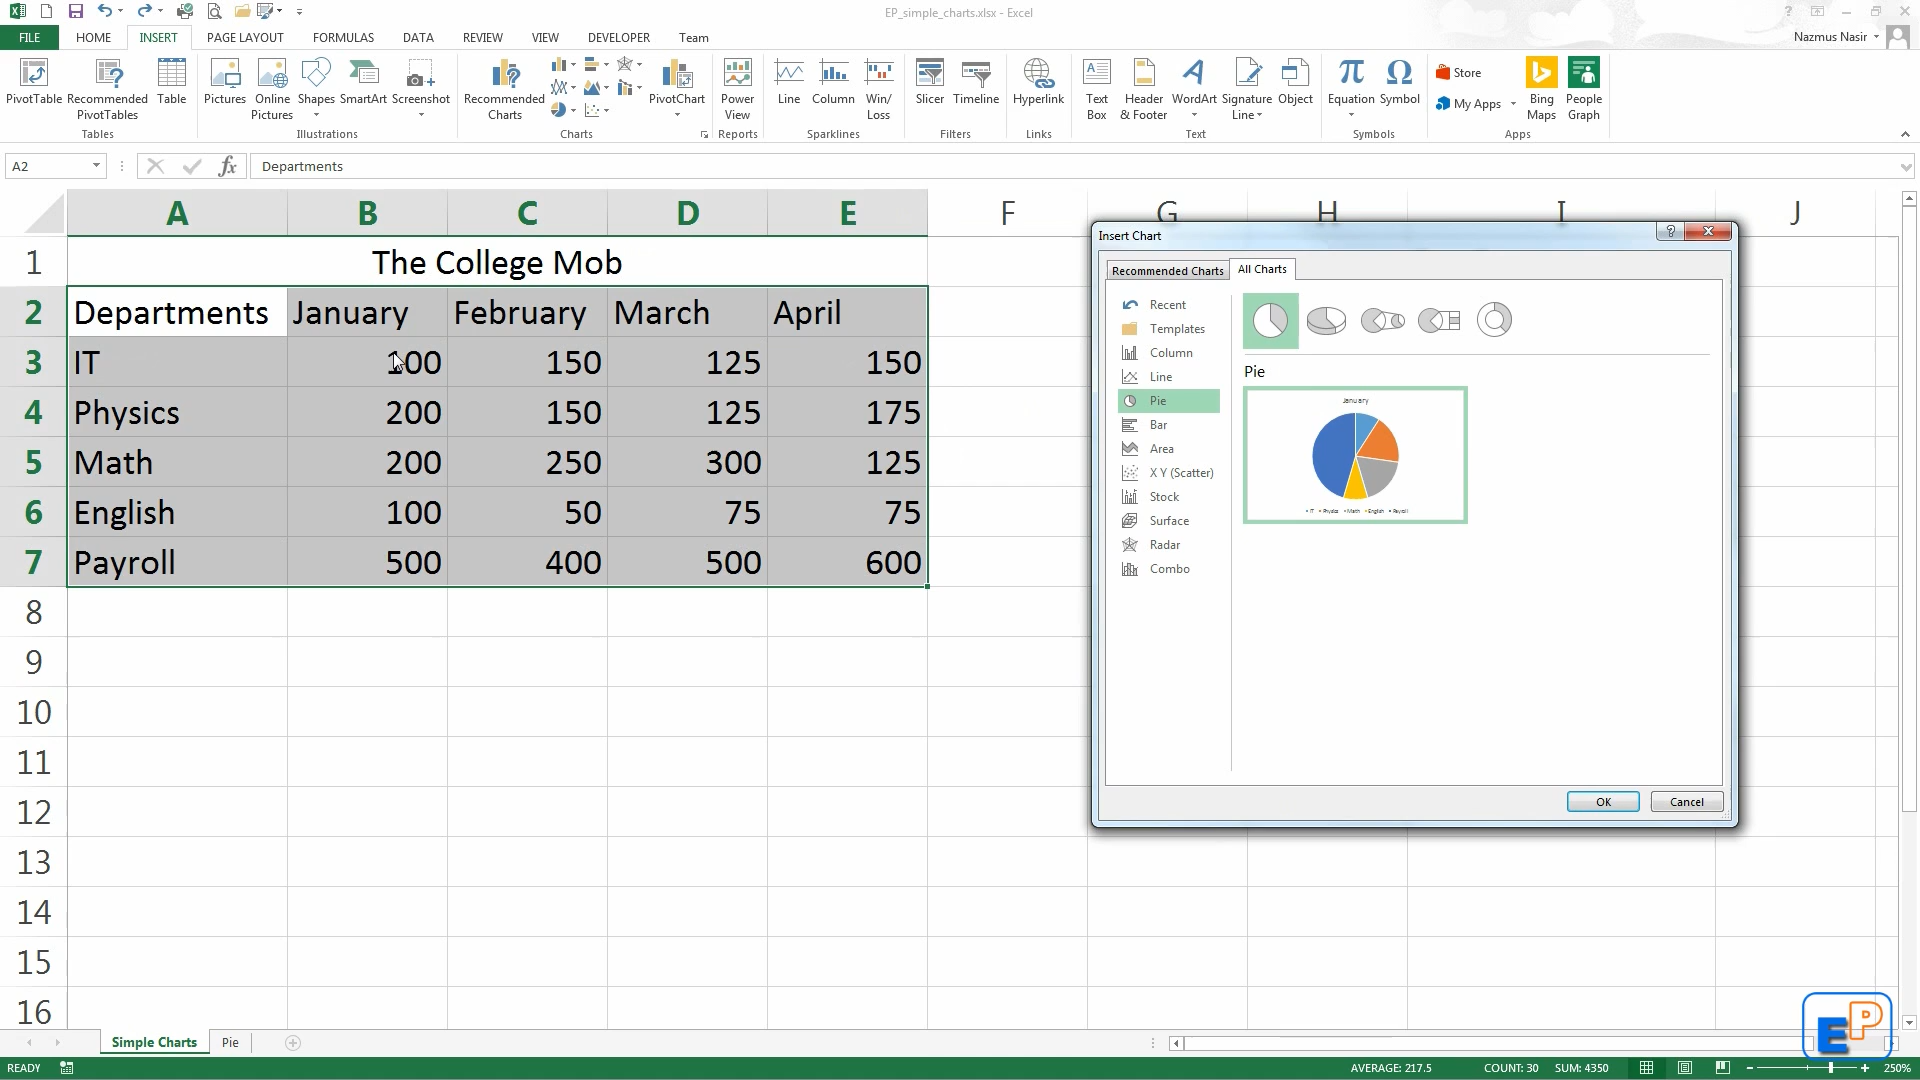 EP_simple_charts.xlsx - Excel
FILE HOME INSERT PAGE LAYOUT FORMULAS DATA REVIEW VIEW DEVELOPER Team
Nazmus Nasir
PivotTable Recommended PivotTables Table
Pictures Online Pictures Shapes SmartArt Screenshot
Recommended Charts PivotChart
Power View
Line Column Win/ Loss
Slicer Timeline
Hyperlink
Text Box Header & Footer WordArt Signature Line Object
Equation Symbol
Store
My Apps
Bing Maps People Graph
Tables Illustrations Charts Reports Sparklines Filters Links Text Symbols Apps
A2 fx Departments
A B C D E F G H I J
1 The College Mob
2 Departments January February March April
3 IT 100 150 125 150
4 Physics 200 150 125 175
5 Math 200 250 300 125
6 English 100 50 75 75
7 Payroll 500 400 500 600
8
9
10
11
12
13
14
15
16
Insert Chart
Recommended Charts All Charts
Recent
Templates
Column
Line
Pie
Bar
Area
X Y (Scatter)
Stock
Surface
Radar
Combo
Pie
January
IT Physics Math English Payroll
OK Cancel
Simple Charts Pie
EP
READY AVERAGE: 217.5 COUNT: 30 SUM: 4350 250%